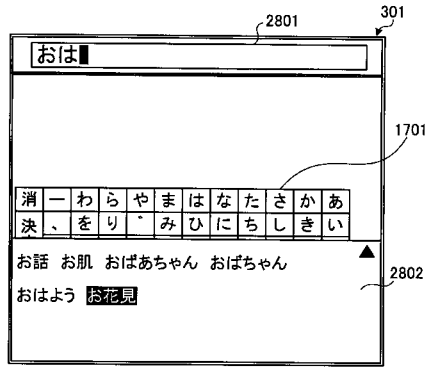 301
2801
おは
1701
消 ー わ ら や ま は な た さ か あ
決 、 を り ゛ み ひ に ち し き い
お話 お肌 おばあちゃん おばちゃん
2802
おはよう お花見